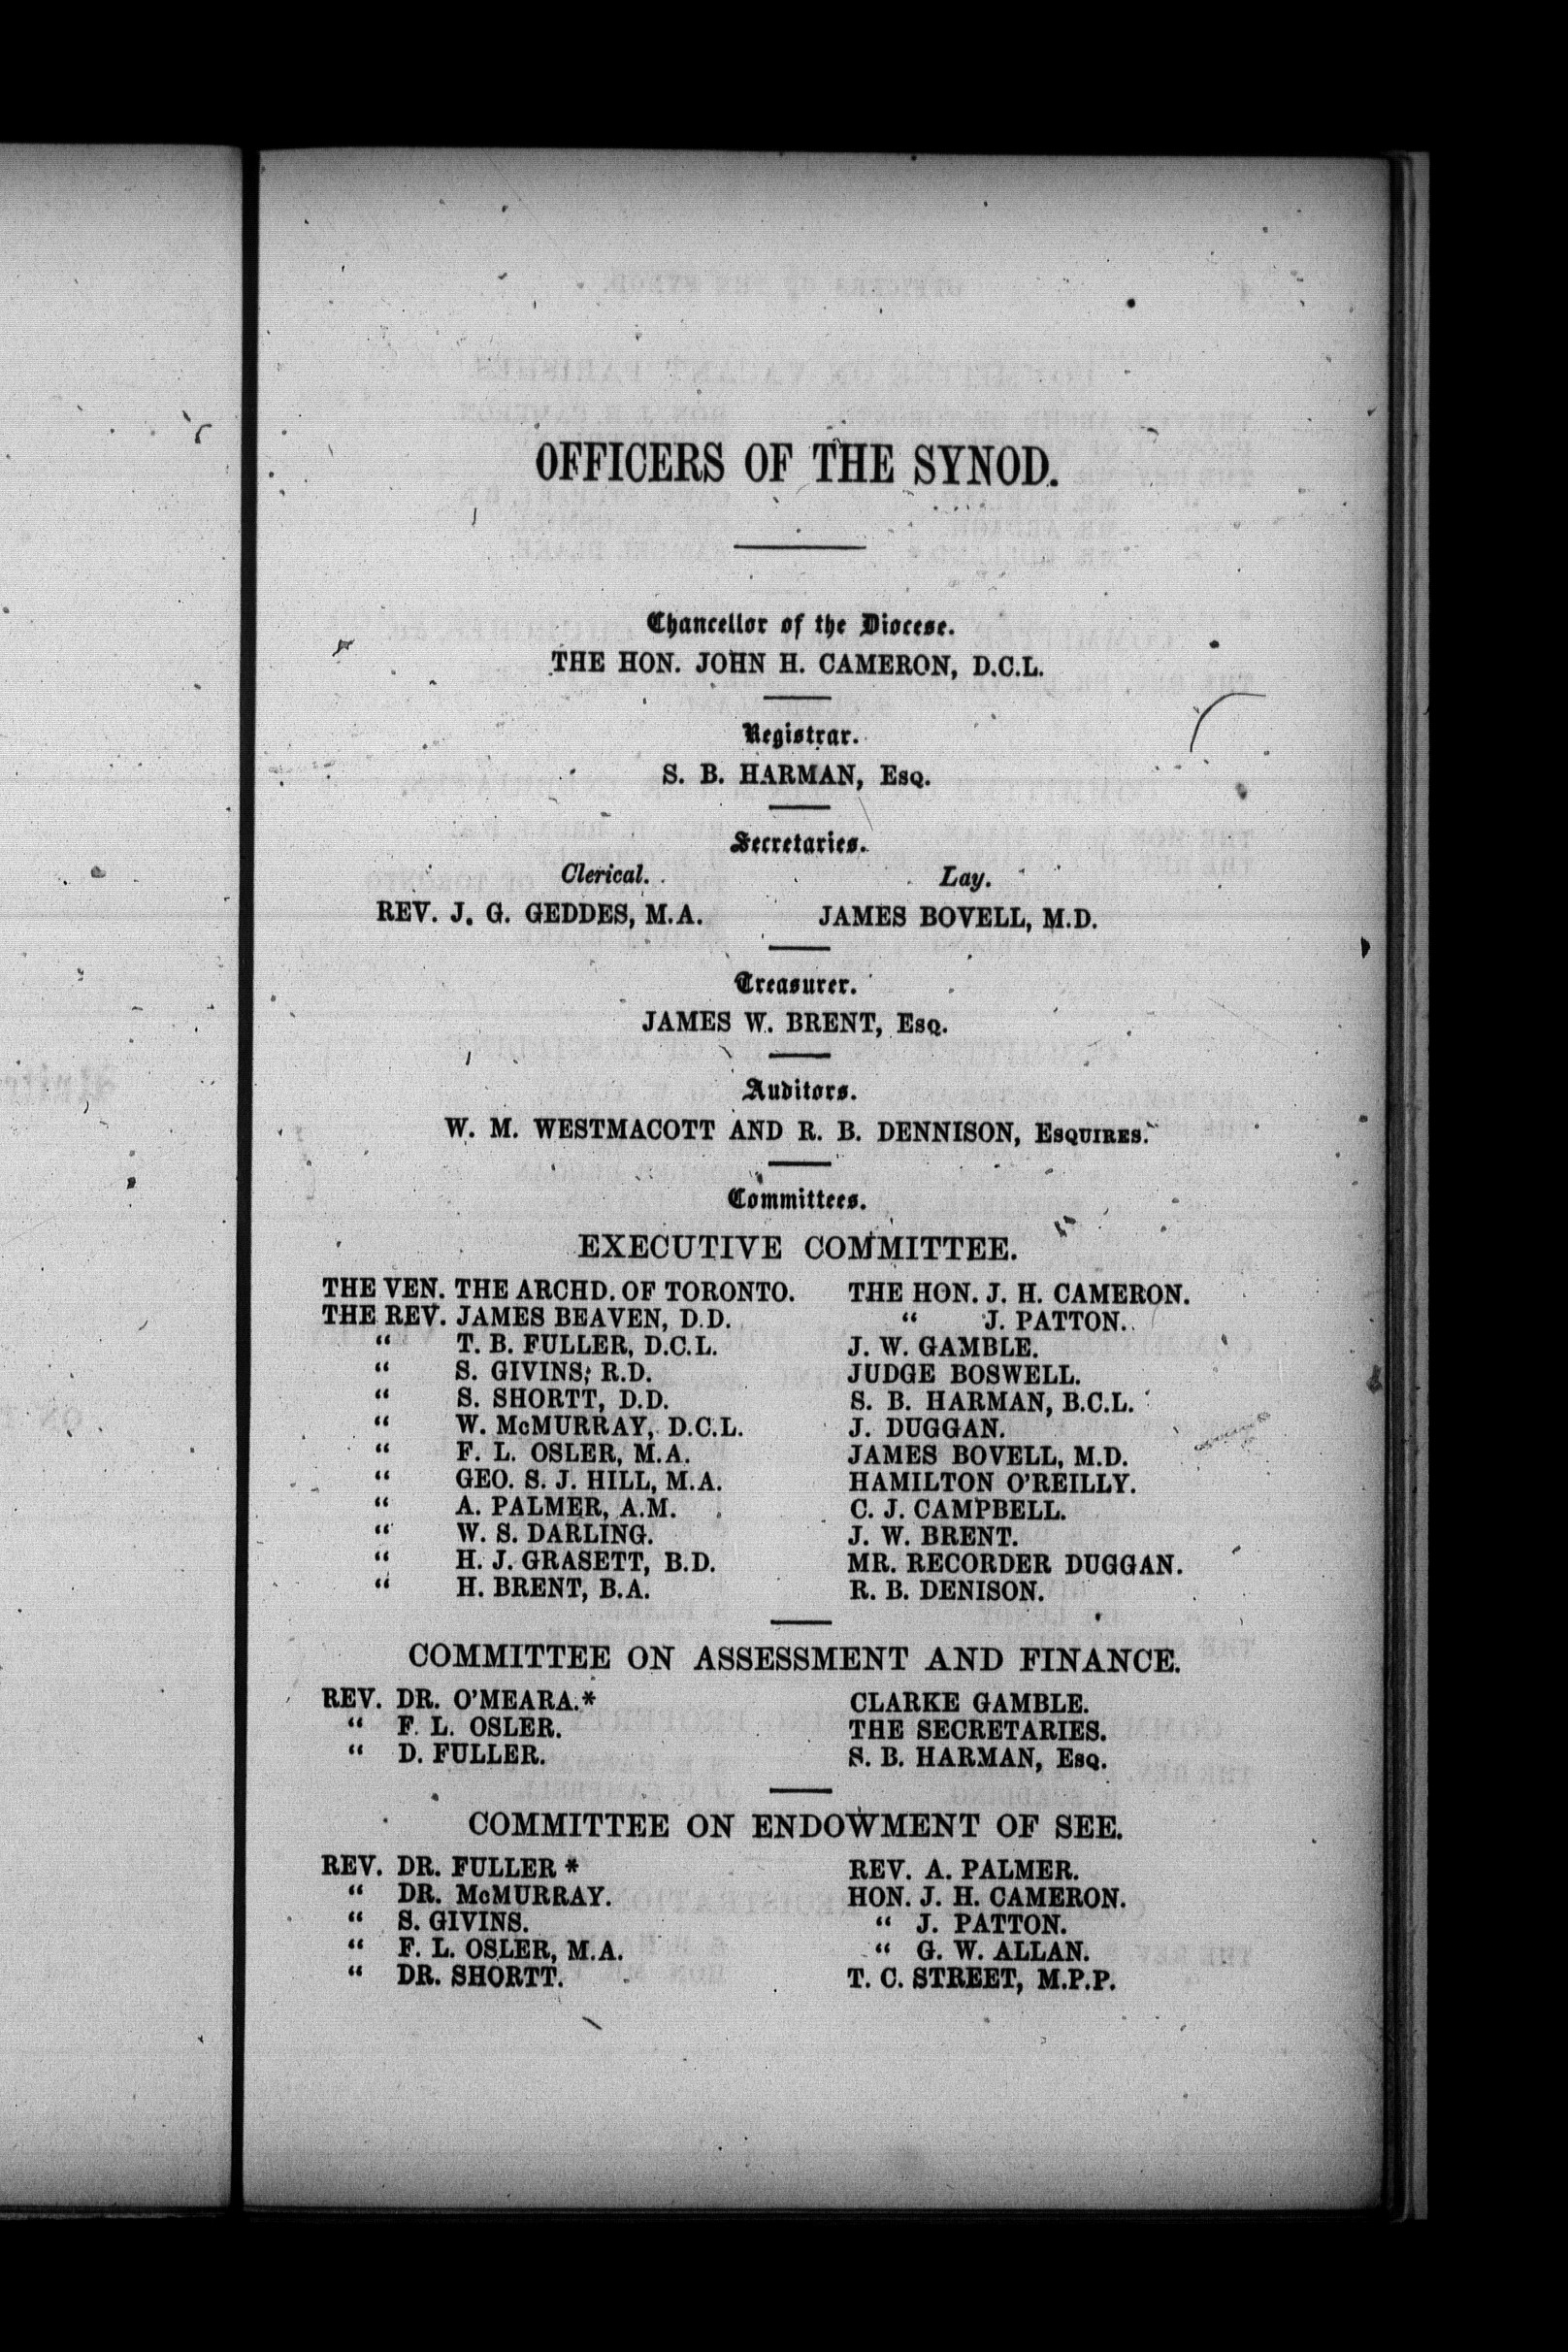 OFFICERS OF THE SYNOD.
Chancellor of the Diocese.
THE HON. JOHN H. CAMERON, D.C.L.
Registrar.
S. B. HARMAN, Esq.
Secretaries.
Clerical. Lay.
REV. J. G. GEDDES, M.A. JAMES BOVELL, M.D.
Treasurer.
JAMES W. BRENT, Esq.
Auditors.
W. M. WESTMACOTT AND R. B. DENNISON, Esquires.
Committees.
EXECUTIVE COMMITTEE.
THE VEN. THE ARCHD. OF TORONTO. THE HON. J. H. CAMERON.
THE REV. JAMES BEAVEN, D.D. “ J. PATTON.
“ T. B. FULLER, D.C.L. J. W. GAMBLE.
“ S. GIVINS, R.D. JUDGE BOSWELL.
“ S. SHORTT, D.D. S. B. HARMAN, B.C.L.
“ W. McMURRAY, D.C.L. J. DUGGAN.
“ F. L. OSLER, M.A. JAMES BOVELL, M.D.
“ GEO. S. J. HILL, M.A. HAMILTON O'REILLY.
“ A. PALMER, A.M. C. J. CAMPBELL.
“ W. S. DARLING. J. W. BRENT.
“ H. J. GRASETT, B.D. MR. RECORDER DUGGAN.
“ H. BRENT, B.A. R. B. DENISON.
COMMITTEE ON ASSESSMENT AND FINANCE.
REV. DR. O'MEARA.* CLARKE GAMBLE.
“ F. L. OSLER. THE SECRETARIES.
“ D. FULLER. S. B. HARMAN, Esq.
COMMITTEE ON ENDOWMENT OF SEE.
REV. DR. FULLER * REV. A. PALMER.
“ DR. McMURRAY. HON. J. H. CAMERON.
“ S. GIVINS. “ J. PATTON.
“ F. L. OSLER, M.A. “ G. W. ALLAN.
“ DR. SHORTT. T. C. STREET, M.P.P.